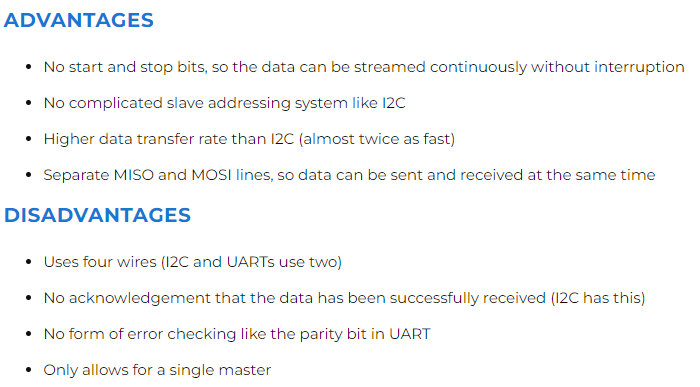 ADVANTAGES
No start and stop bits, so the data can be streamed continuously without interruption
No complicated slave addressing system like I2C
Higher data transfer rate than I2C (almost twice as fast)
Separate MISO and MOSI lines, so data can be sent and received at the same time
DISADVANTAGES
Uses four wires (I2C and UARTs use two)
No acknowledgement that the data has been successfully received (I2C has this)
No form of error checking like the parity bit in UART
Only allows for a single master